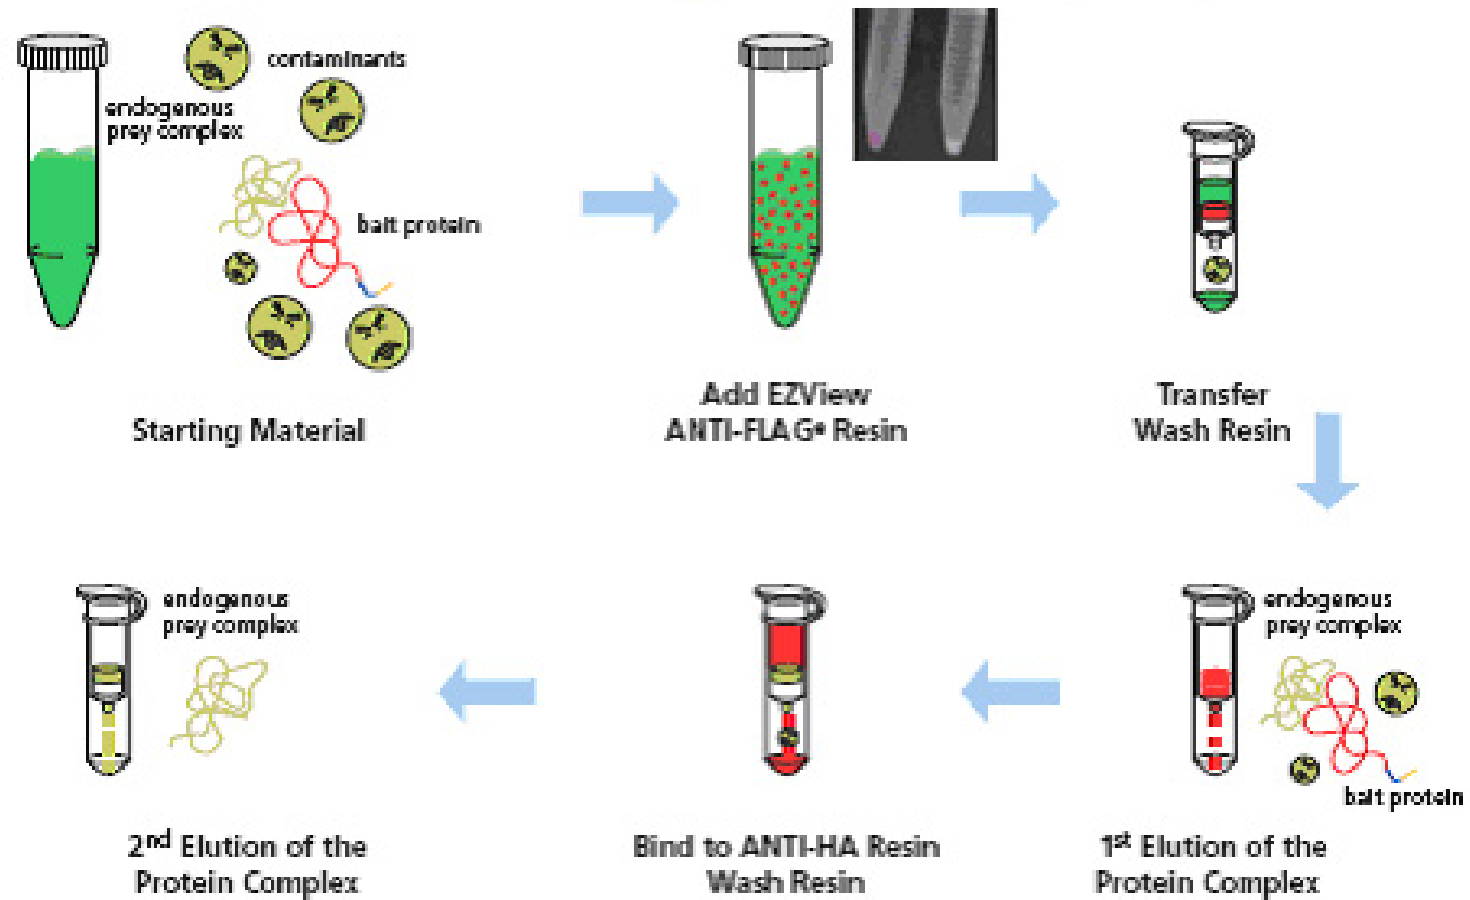 contaminants
endogenous
prey complex
bait protein
Starting Material
Add EZView
ANTI-FLAG® Resin
Transfer
Wash Resin
endogenous
prey complex
bait protein
1st Elution of the
Protein Complex
Bind to ANTI-HA Resin
Wash Resin
endogenous
prey complex
2nd Elution of the
Protein Complex